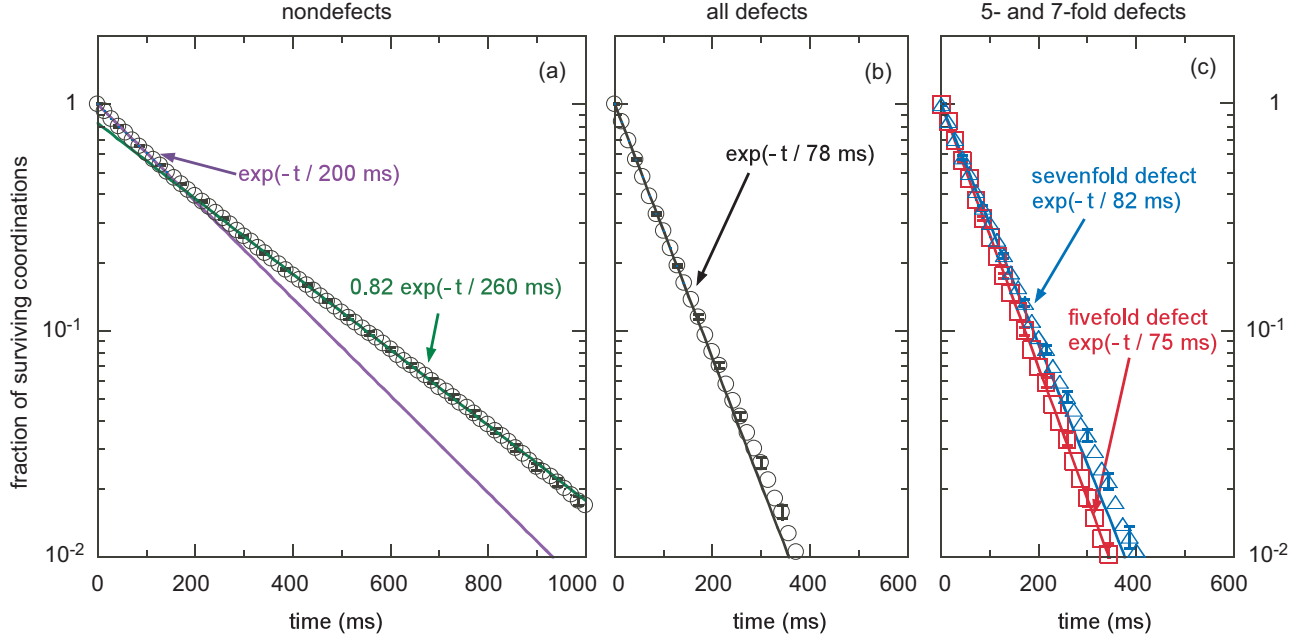 nondefects
all defects
5- and 7-fold defects
(a)
(b)
(c)
fraction of surviving coordinations
1
10-1
10-2
exp(-t / 200 ms)
0.82 exp(-t / 260 ms)
0 200 400 600 800 1000
time (ms)
exp(-t / 78 ms)
0 200 400 600
time (ms)
sevenfold defect
exp(-t / 82 ms)
fivefold defect
exp(-t / 75 ms)
0 200 400 600
time (ms)
1
10-1
10-2